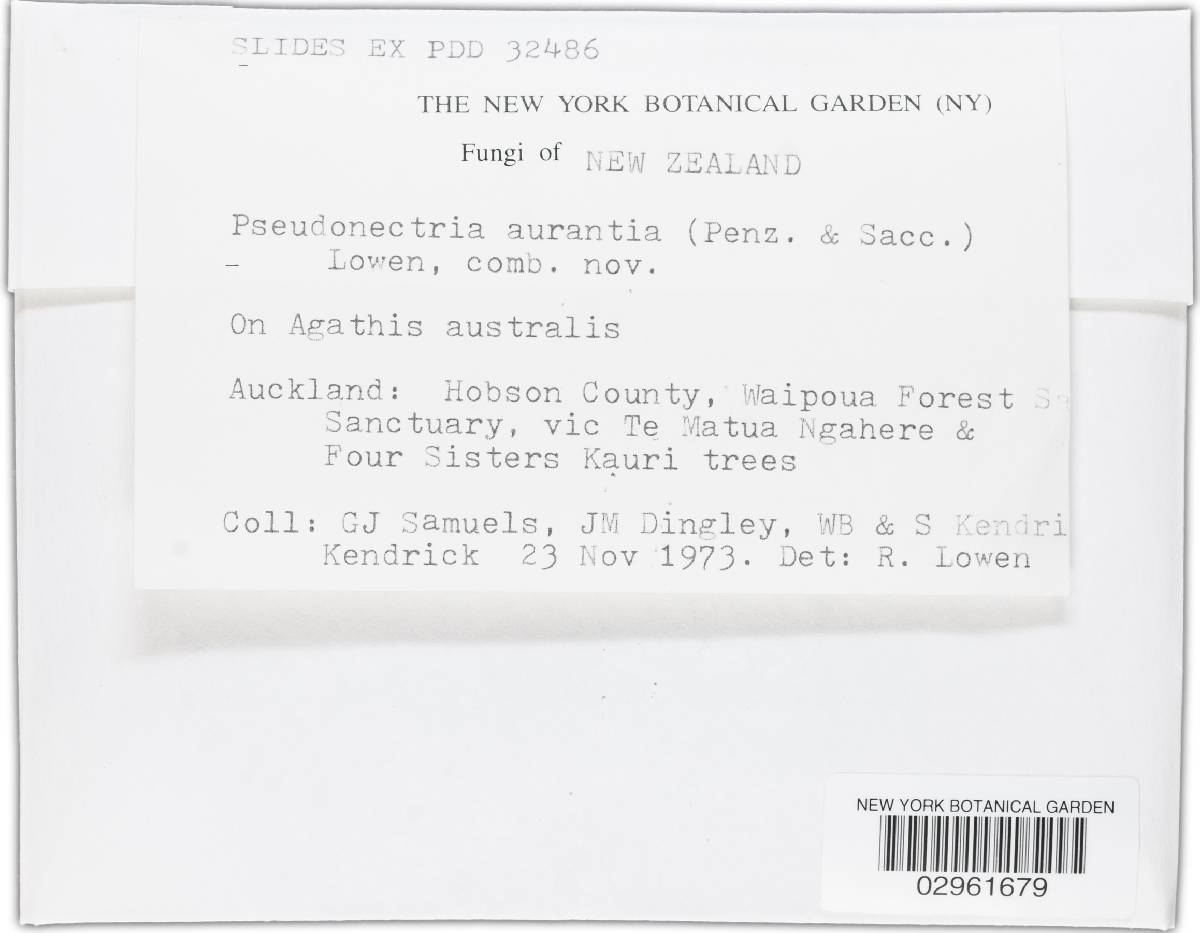 SLIDES EX PDD 32486
THE NEW YORK BOTANICAL GARDEN (NY)
Fungi of NEW ZEALAND
Pseudonectria aurantia (Penz. & Sacc.)
Lowen, comb. nov.
On Agathis australis
Auckland: Hobson County, Waipoua Forest Sa
Sanctuary, vic Te Matua Ngahere &
Four Sisters Kauri trees
Coll: GJ Samuels, JM Dingley, WB & S Kendri
Kendrick 23 Nov 1973. Det: R. Lowen
NEW YORK BOTANICAL GARDEN
02961679